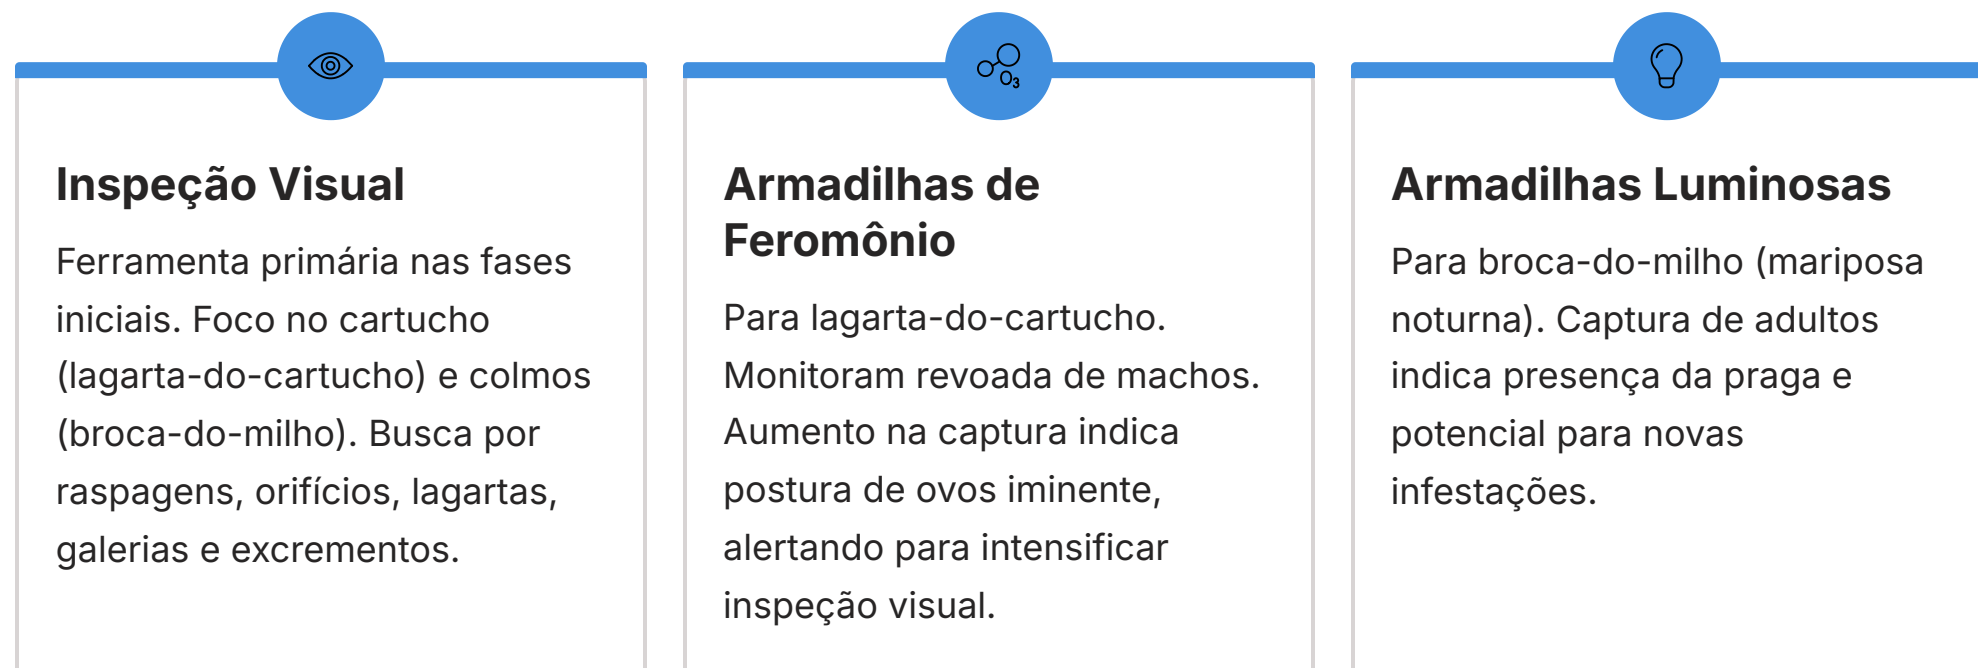 Inspeção Visual
Ferramenta primária nas fases
iniciais. Foco no cartucho
(lagarta-do-cartucho) e colmos
(broca-do-milho). Busca por
raspagens, orifícios, lagartas,
galerias e excrementos.
O₃
Armadilhas de
Feromônio
Para lagarta-do-cartucho.
Monitoram revoada de machos.
Aumento na captura indica
postura de ovos iminente,
alertando para intensificar
inspeção visual.
Armadilhas Luminosas
Para broca-do-milho (mariposa
noturna). Captura de adultos
indica presença da praga e
potencial para novas
infestações.